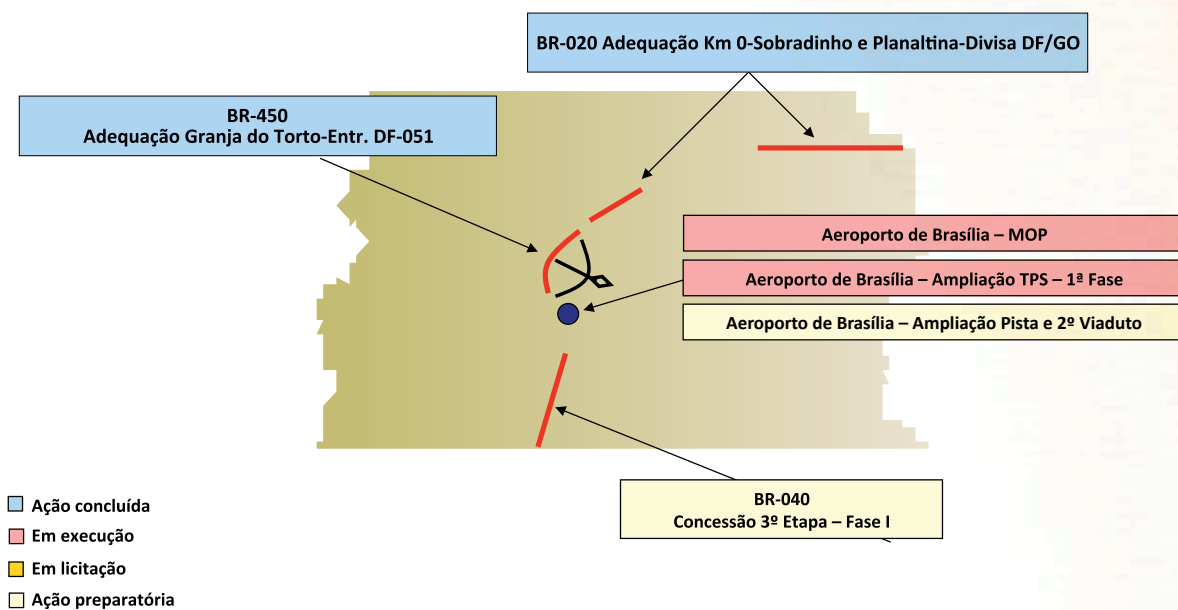 BR-020 Adequação Km 0-Sobradinho e Planaltina-Divisa DF/GO
BR-450
Adequação Granja do Torto-Entr. DF-051
Aeroporto de Brasília – MOP
Aeroporto de Brasília – Ampliação TPS – 1ª Fase
Aeroporto de Brasília – Ampliação Pista e 2º Viaduto
BR-040
Concessão 3º Etapa – Fase I
Ação concluída
Em execução
Em licitação
Ação preparatória